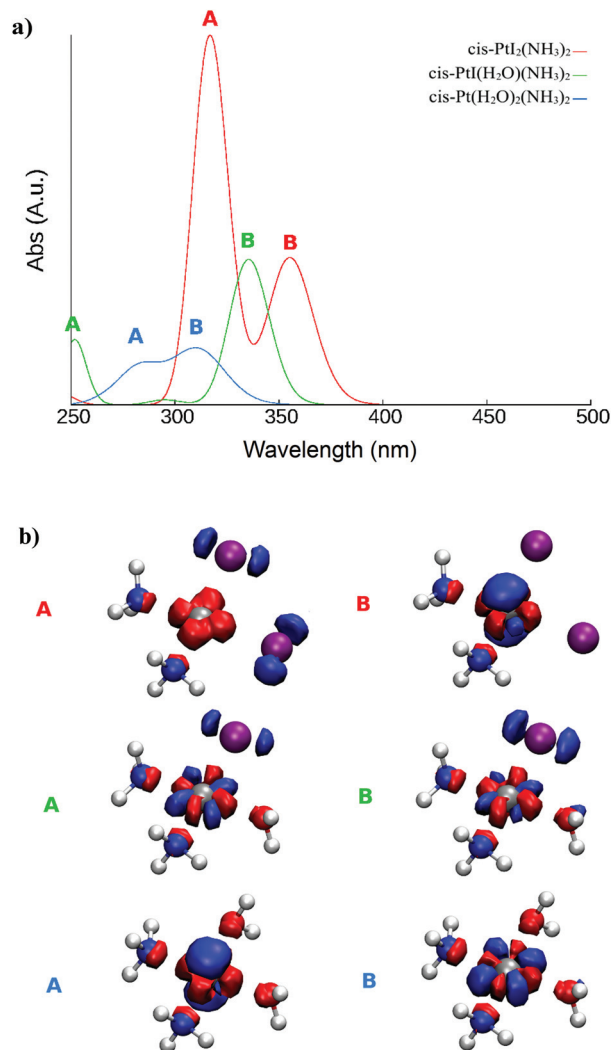 a)
A
cis-PtI₂(NH₃)₂
cis-PtI(H₂O)(NH₃)₂
cis-Pt(H₂O)₂(NH₃)₂
Abs (A.u.)
B
B
A
A
B
250
300
350
400
450
500
Wavelength (nm)
b)
A
B
A
B
A
B